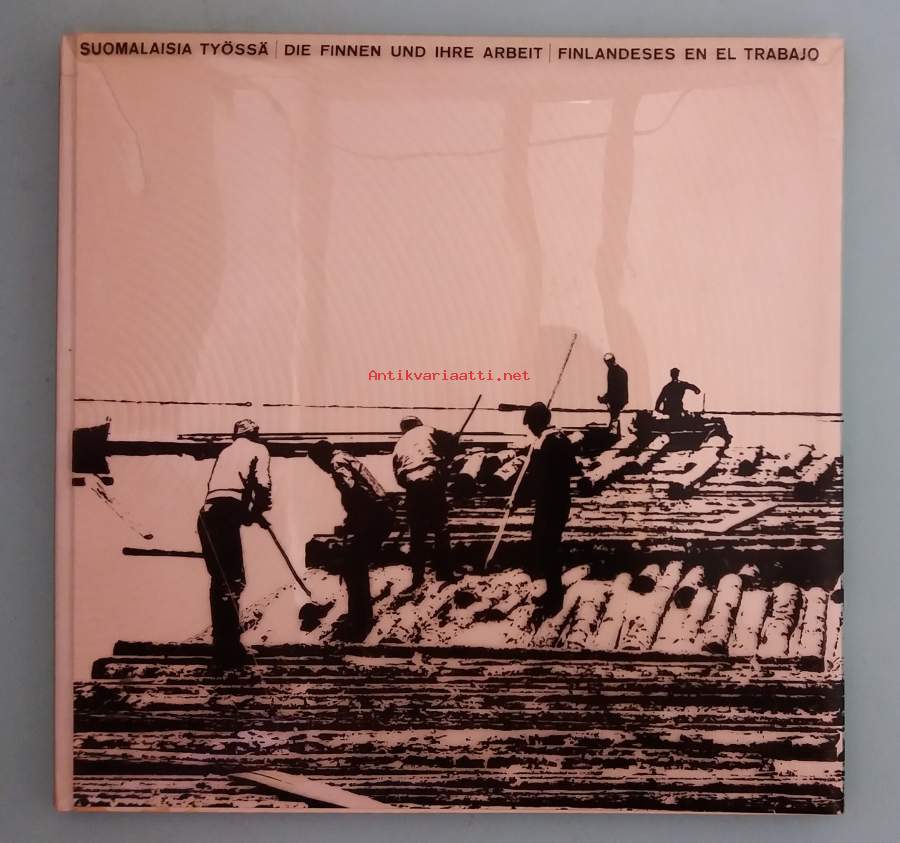 SUOMALAISIA TYÖSSÄ | DIE FINNEN UND IHRE ARBEIT | FINLANDESES EN EL TRABAJO
Antikvariaatti.net